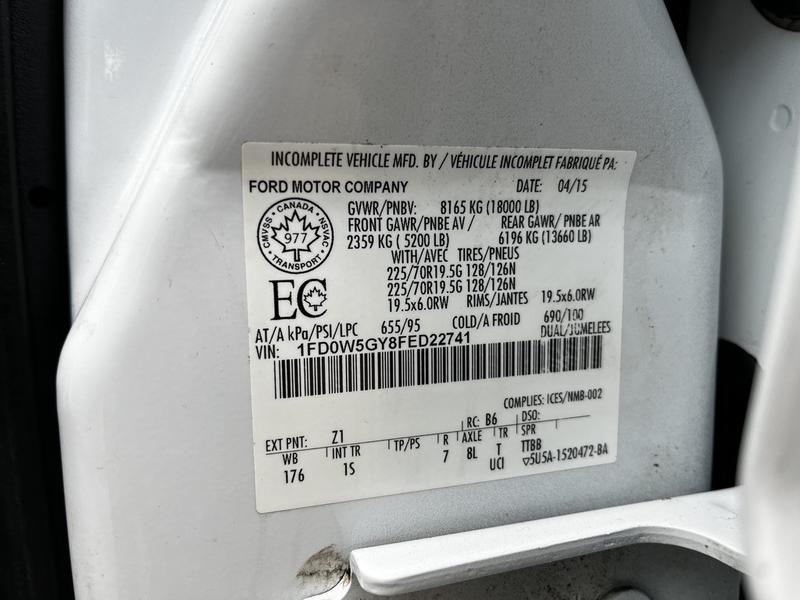 INCOMPLETE VEHICLE MFD. BY / VÉHICULE INCOMPLET FABRIQUÉ PA:
FORD MOTOR COMPANY DATE: 04/15
GVWR/PNBV: 8165 KG (18000 LB)
FRONT GAWR/PNBE AV / REAR GAWR/ PNBE AR
2359 KG ( 5200 LB) 6196 KG (13660 LB)
CMVSS · CANADA · NSVAC
977
TRANSPORT
WITH/AVEC TIRES/PNEUS
225/70R19.5G 128/126N
225/70R19.5G 128/126N
EC
19.5x6.0RW RIMS/JANTES 19.5x6.0RW
AT/A kPa/PSI/LPC 655/95 COLD/A FROID 690/100
DUAL/JUMELEES
VIN: 1FD0W5GY8FED22741
COMPLIES: ICES/NMB-002
EXT PNT: Z1 RC: B6 DSO:
WB INT TR TP/PS R AXLE TR SPR
176 1S 7 8L T TTBB
UCI ▽5U5A-1520472-BA